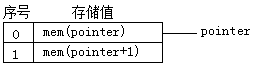 序号 存储值
0 mem(pointer) pointer
1 mem(pointer+1)